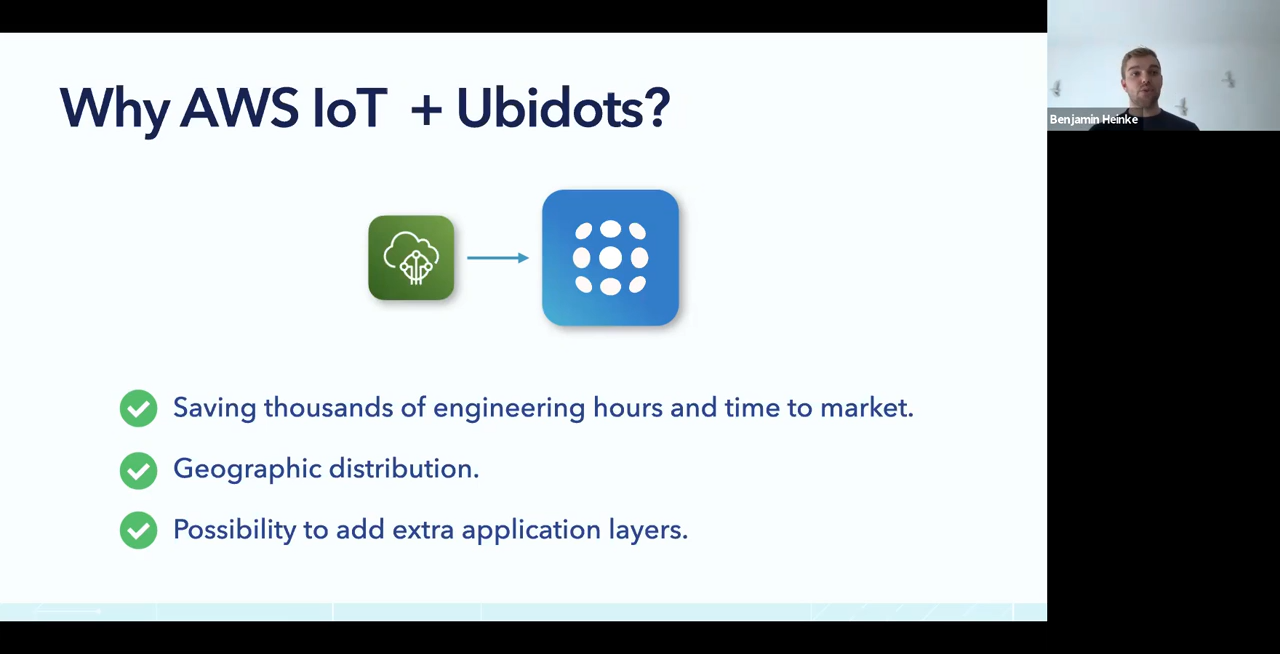 Why AWS IoT + Ubidots?
Benjamin Heinke
Saving thousands of engineering hours and time to market.
Geographic distribution.
Possibility to add extra application layers.